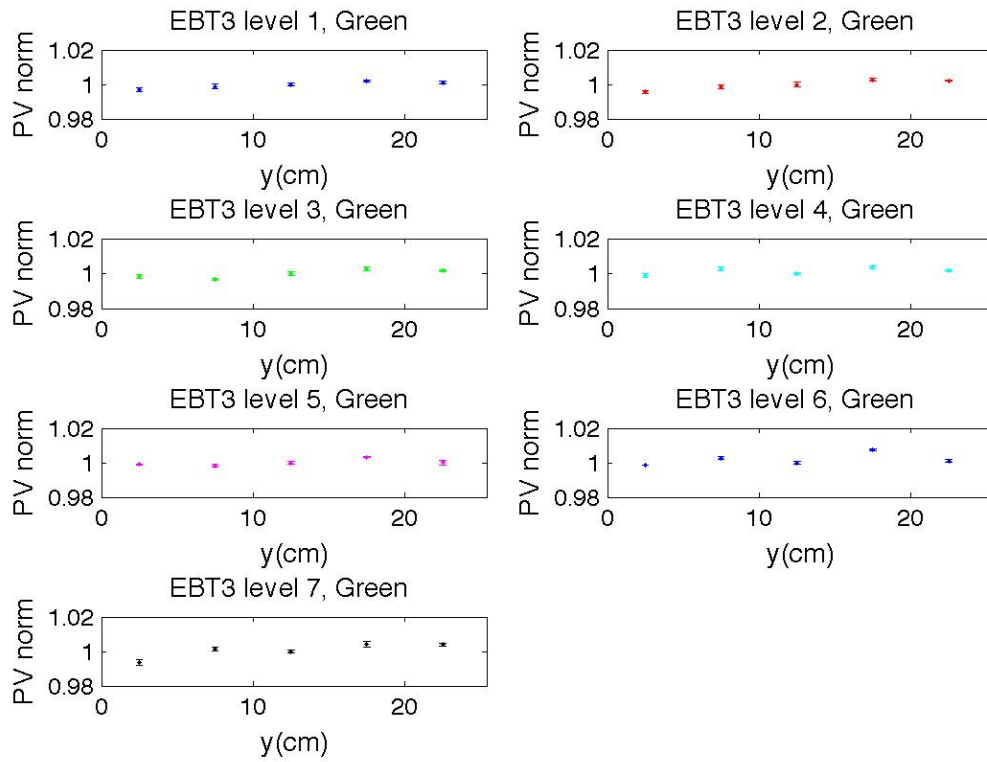 EBT3 level 1, Green
PV norm
1.02
1
0.98
0
10
20
y(cm)
EBT3 level 2, Green
PV norm
1.02
1
0.98
0
10
20
y(cm)
EBT3 level 3, Green
PV norm
1.02
1
0.98
0
10
20
y(cm)
EBT3 level 4, Green
PV norm
1.02
1
0.98
0
10
20
y(cm)
EBT3 level 5, Green
PV norm
1.02
1
0.98
0
10
20
y(cm)
EBT3 level 6, Green
PV norm
1.02
1
0.98
0
10
20
y(cm)
EBT3 level 7, Green
PV norm
1.02
1
0.98
0
10
20
y(cm)